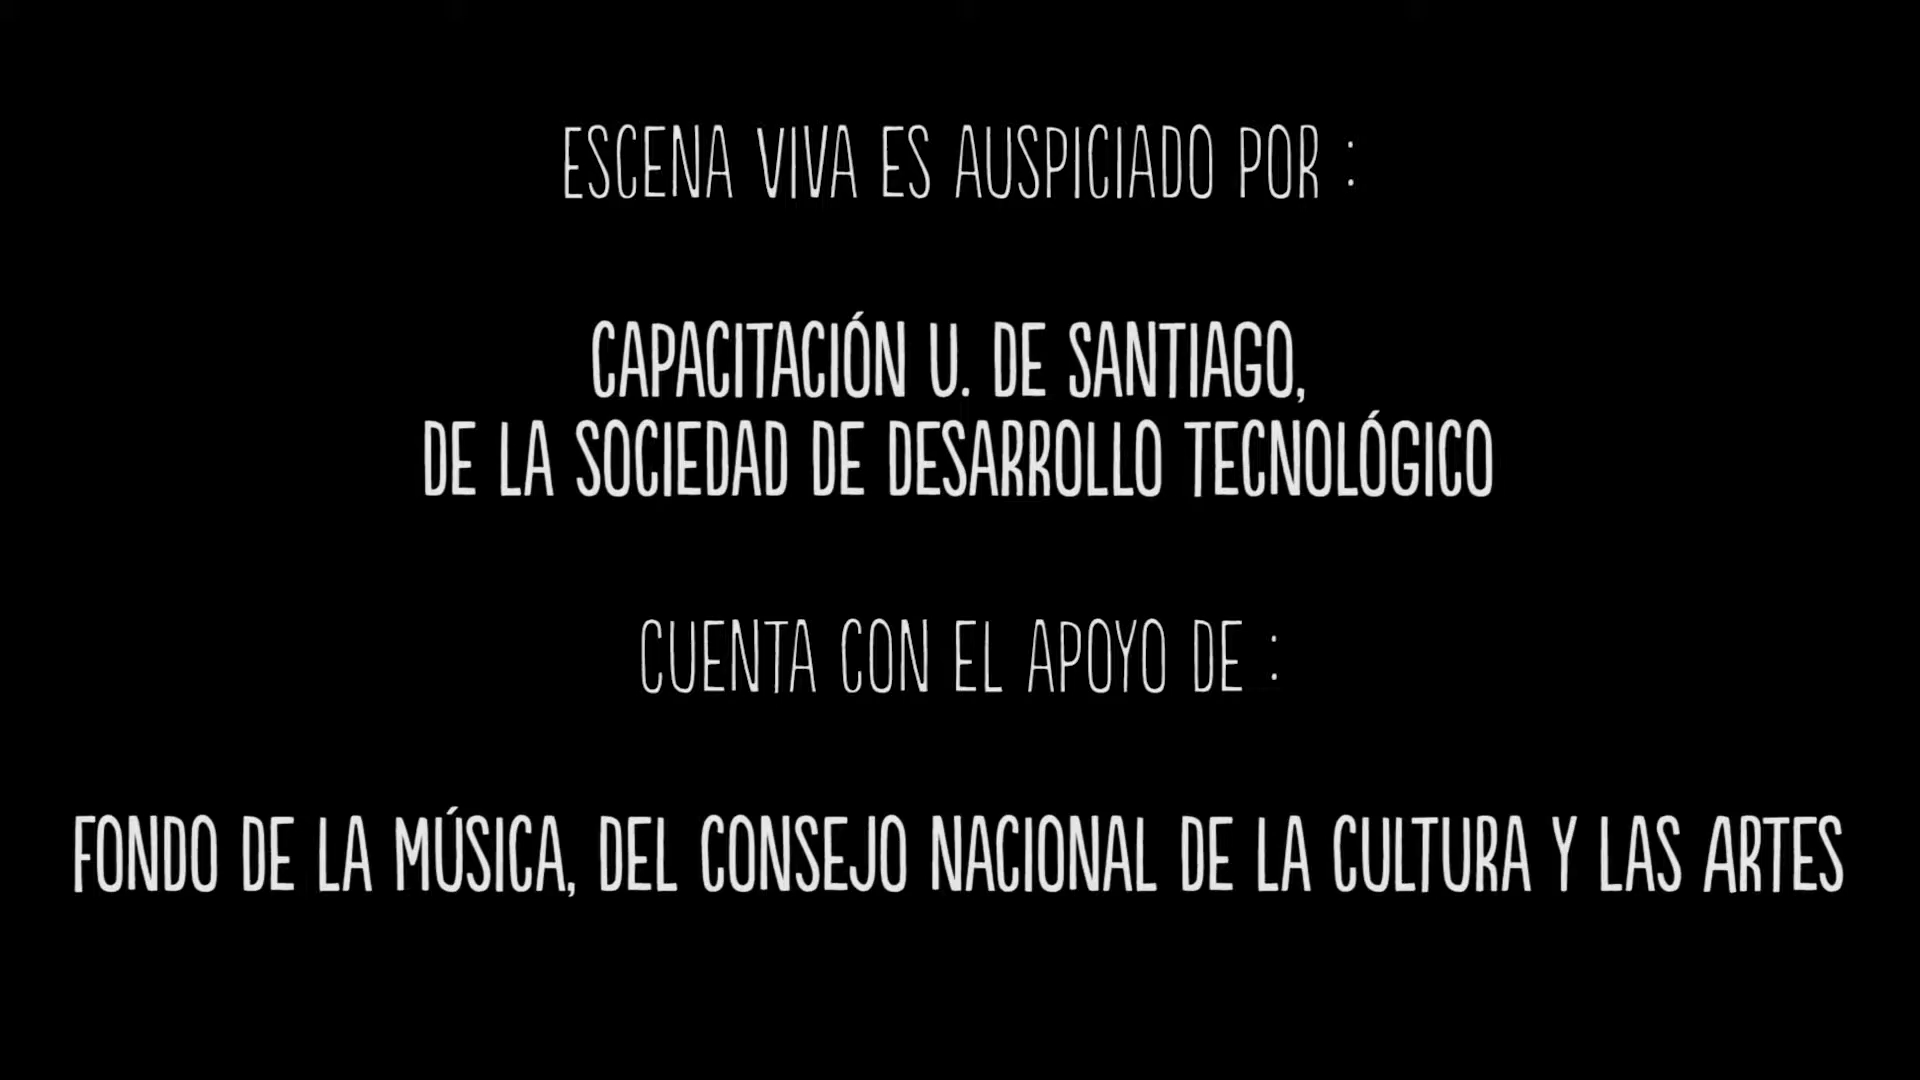 ESCENA VIVA ES AUSPICIADO POR :
CAPACITACIÓN U. DE SANTIAGO,
DE LA SOCIEDAD DE DESARROLLO TECNOLÓGICO
CUENTA CON EL APOYO DE :
FONDO DE LA MÚSICA, DEL CONSEJO NACIONAL DE LA CULTURA Y LAS ARTES